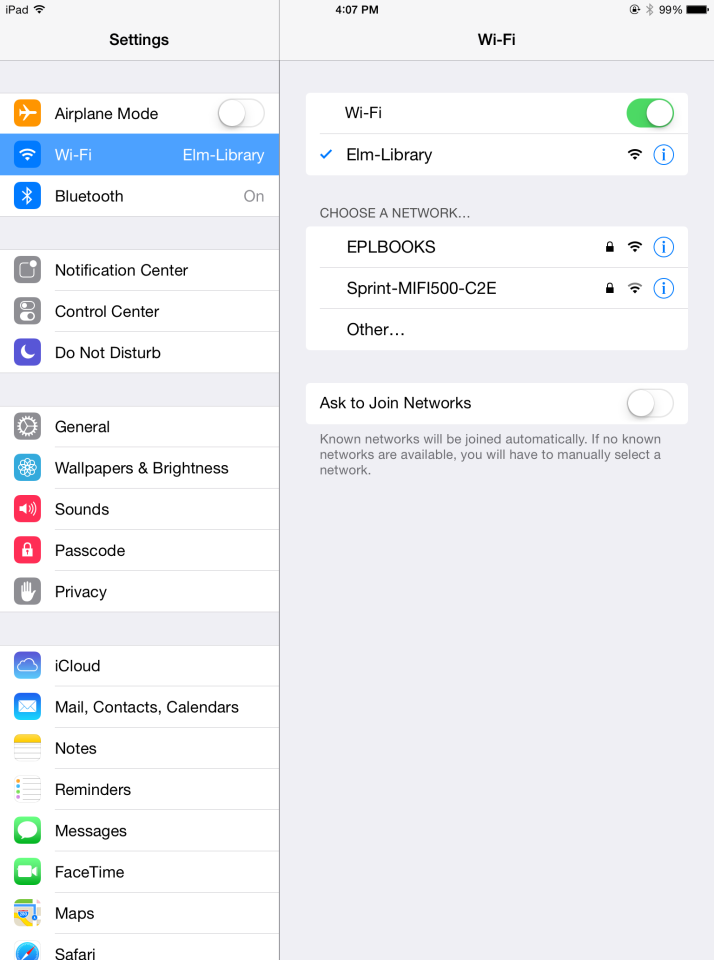 iPad 4:07 PM 99%
Settings
Airplane Mode
Wi-Fi Elm-Library
Bluetooth On
Notification Center
Control Center
Do Not Disturb
General
Wallpapers & Brightness
Sounds
Passcode
Privacy
iCloud
Mail, Contacts, Calendars
Notes
Reminders
Messages
FaceTime
Maps
Safari
Wi-Fi
Wi-Fi
Elm-Library
CHOOSE A NETWORK...
EPLBOOKS
Sprint-MIFI500-C2E
Other...
Ask to Join Networks
Known networks will be joined automatically. If no known
networks are available, you will have to manually select a
network.